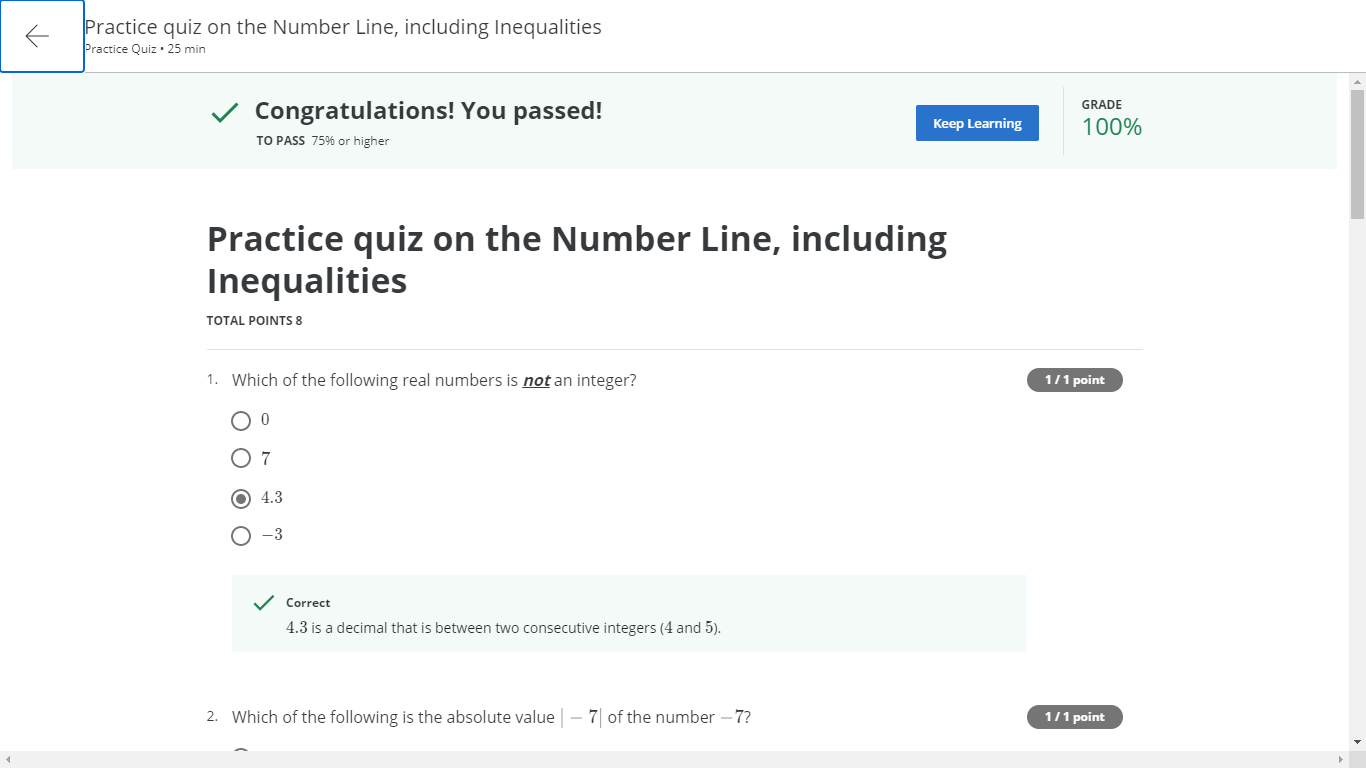 Practice quiz on the Number Line, including Inequalities
Practice Quiz • 25 min
Congratulations! You passed!
TO PASS 75% or higher
Keep Learning
GRADE
100%
Practice quiz on the Number Line, including
Inequalities
TOTAL POINTS 8
1. Which of the following real numbers is not an integer?
1 / 1 point
0
7
4.3
−3
Correct
4.3 is a decimal that is between two consecutive integers (4 and 5).
2. Which of the following is the absolute value | − 7| of the number −7?
1 / 1 point